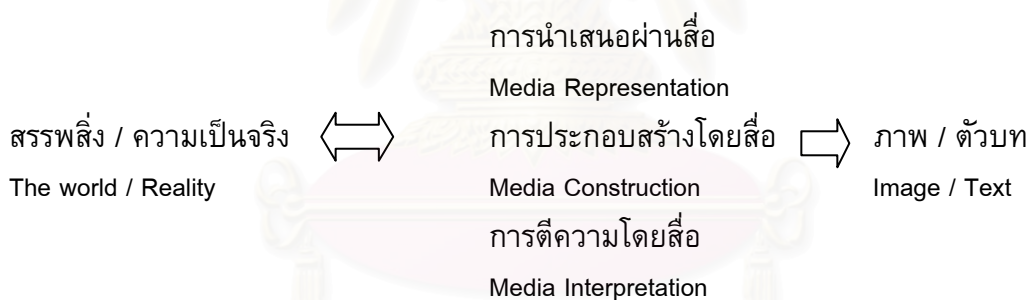 การนำเสนอผ่านสื่อ
Media Representation
สรรพสิ่ง / ความเป็นจริง
The world / Reality
การประกอบสร้างโดยสื่อ
Media Construction
ภาพ / ตัวบท
Image / Text
การตีความโดยสื่อ
Media Interpretation